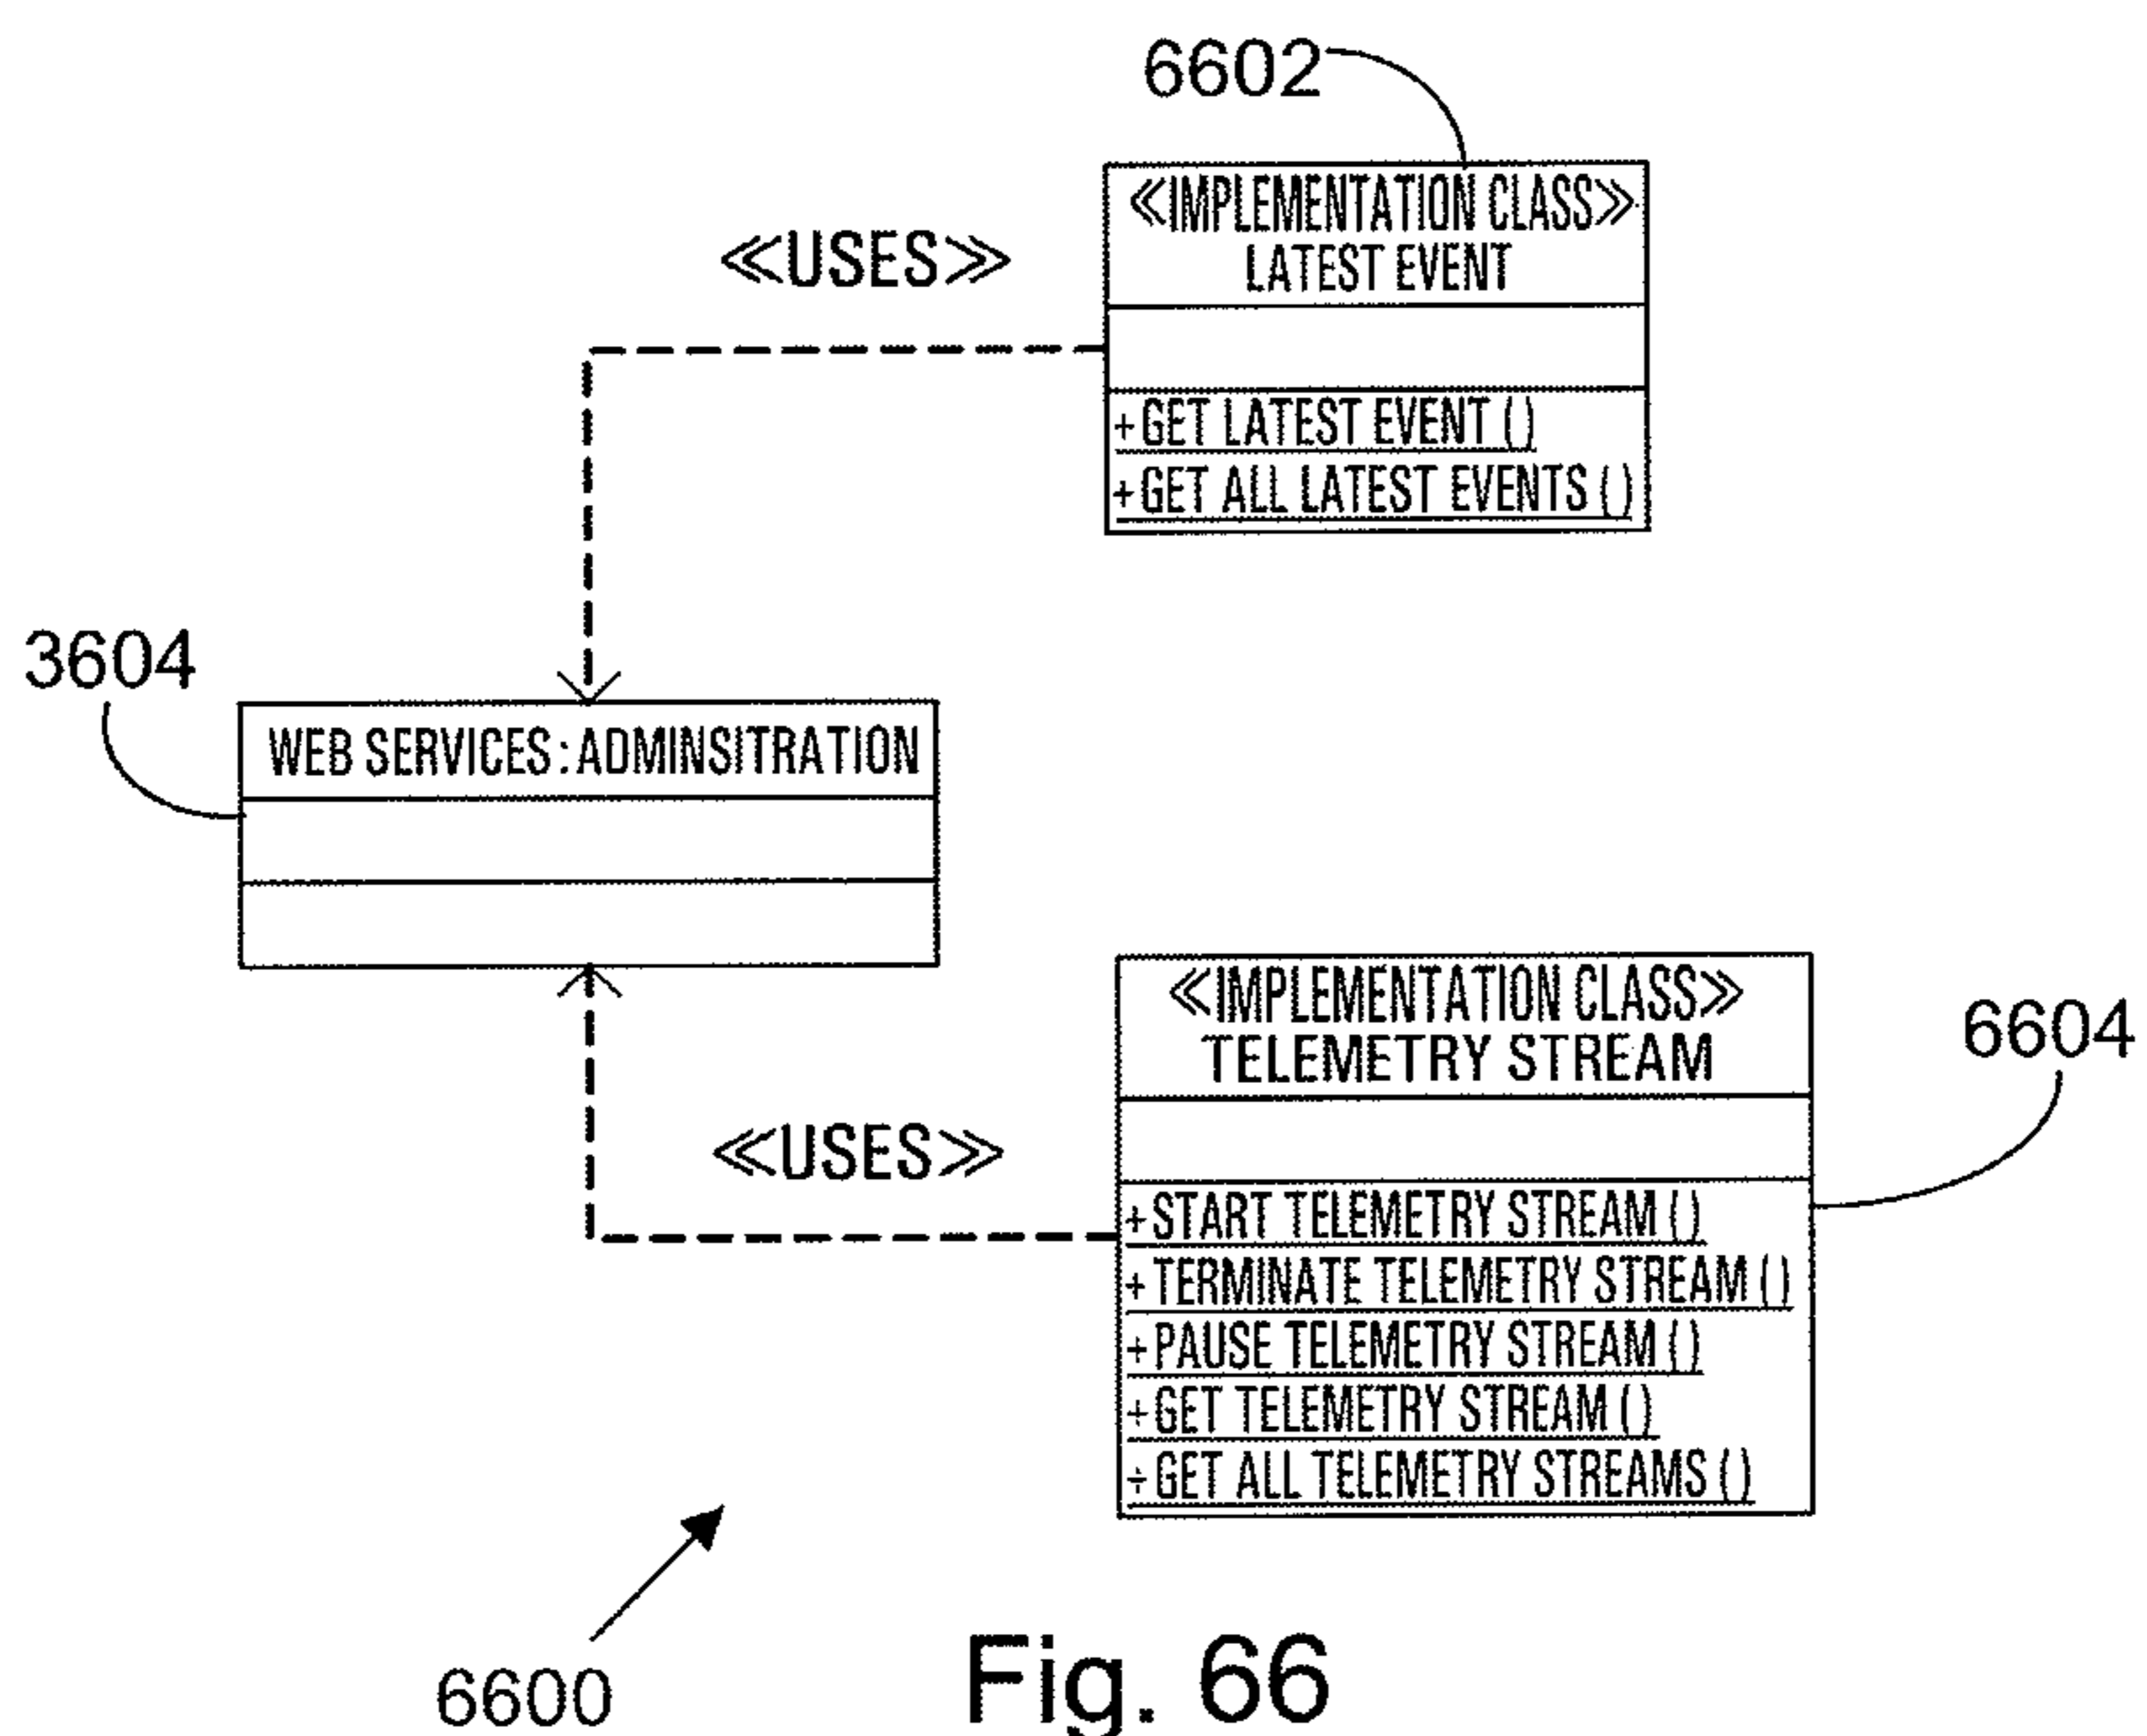 6602
≪IMPLEMENTATION CLASS≫
LATEST EVENT
≪USES≫
+GET LATEST EVENT ( )
+GET ALL LATEST EVENTS ( )
3604
WEB SERVICES : ADMINSITRATION
≪IMPLEMENTATION CLASS≫
TELEMETRY STREAM
6604
≪USES≫
+START TELEMETRY STREAM ( )
+TERMINATE TELEMETRY STREAM ( )
+PAUSE TELEMETRY STREAM ( )
+GET TELEMETRY STREAM ( )
+GET ALL TELEMETRY STREAMS ( )
6600
Fig. 66